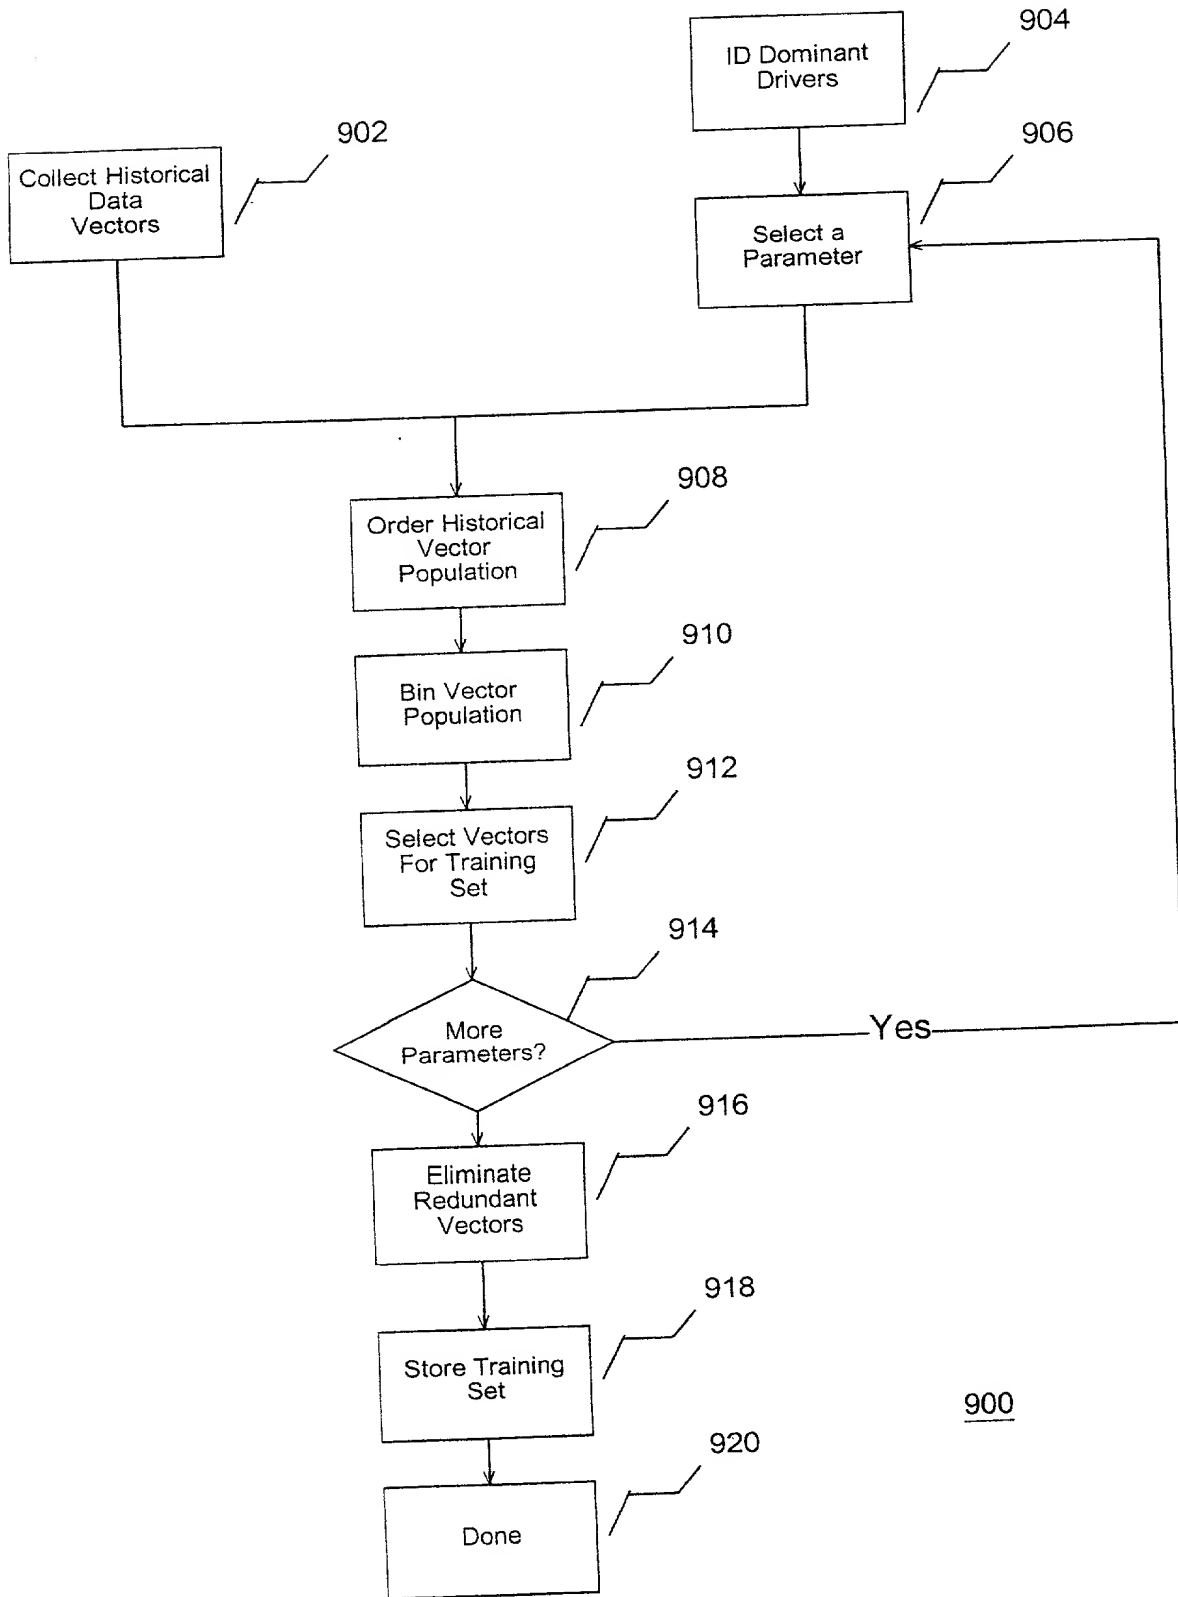 904
ID Dominant
Drivers
902
906
Collect Historical
Data
Vectors
Select a
Parameter
908
Order Historical
Vector
Population
910
Bin Vector
Population
912
Select Vectors
For Training
Set
914
More
Parameters?
Yes
916
Eliminate
Redundant
Vectors
918
Store Training
Set
900
920
Done